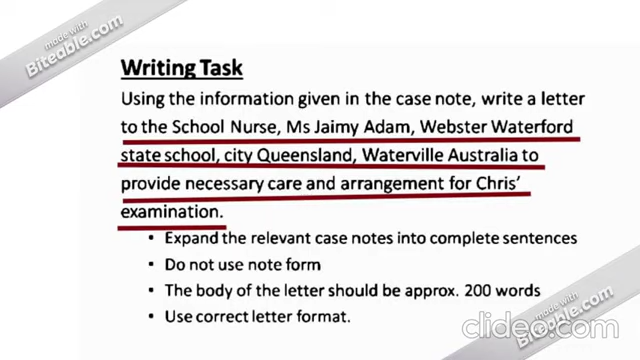 made with
Biteable.com
Writing Task
Using the information given in the case note, write a letter
to the School Nurse, Ms Jaimy Adam, Webster Waterford
state school, city Queensland, Waterville Australia to
provide necessary care and arrangement for Chris'
examination.
• Expand the relevant case notes into complete sentences
• Do not use note form
• The body of the letter should be approx. 200 words
• Use correct letter format.
made with
Biteable.com
clideo.com